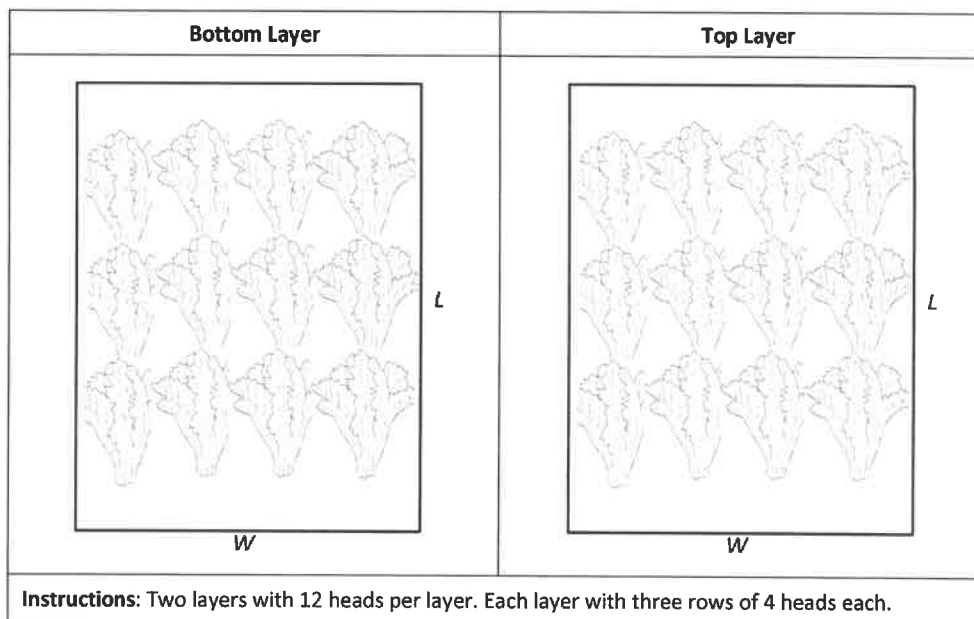 Bottom Layer
Top Layer
L
L
W
W
Instructions: Two layers with 12 heads per layer. Each layer with three rows of 4 heads each.